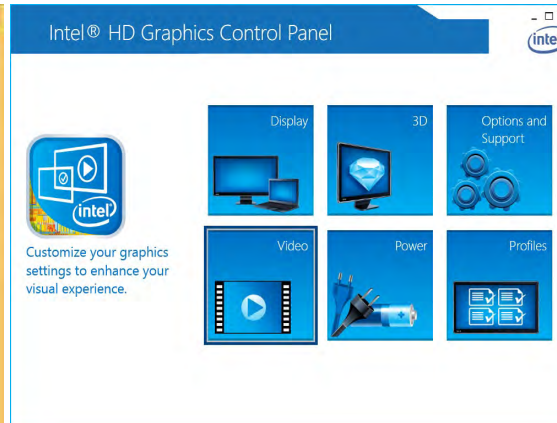 Intel® HD Graphics Control Panel
Display
3D
Options and
Support
intel
Customize your graphics
settings to enhance your
visual experience.
Video
Power
Profiles